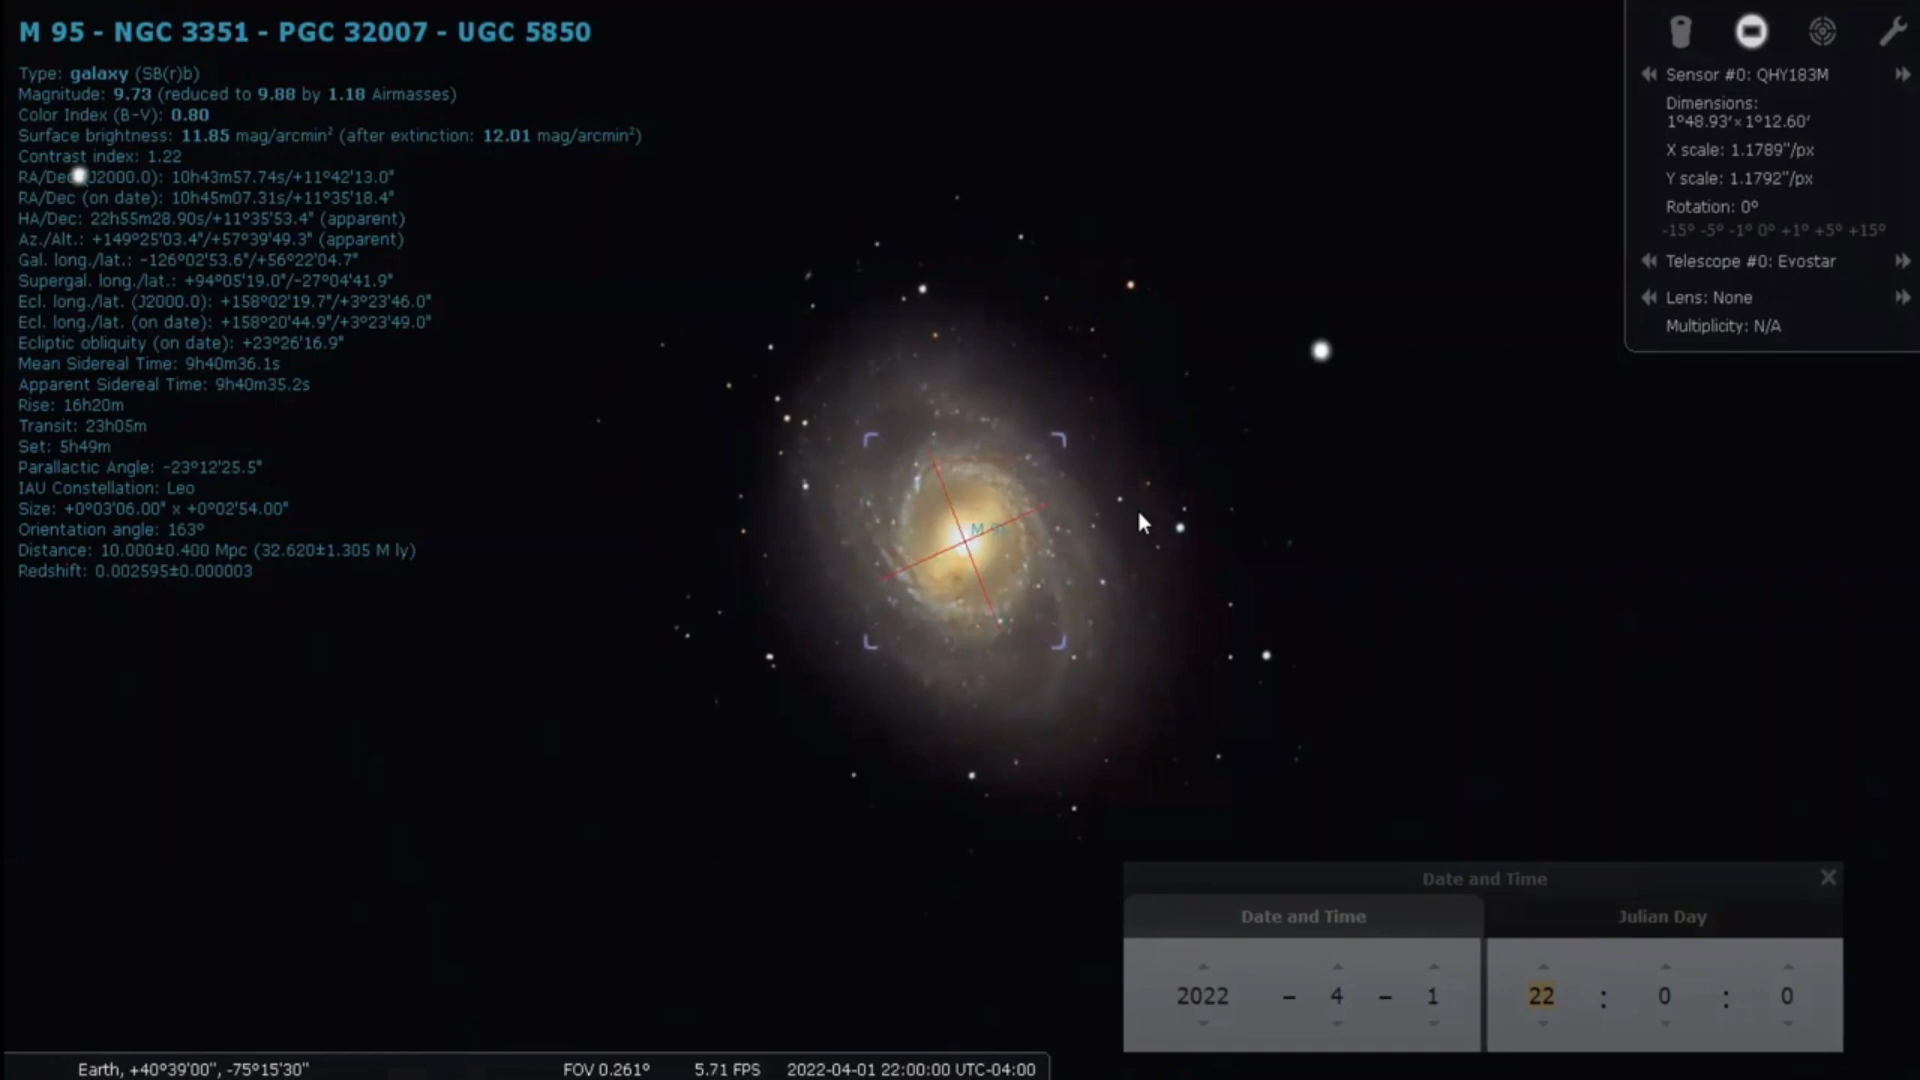 M 95 - NGC 3351 - PGC 32007 - UGC 5850
Type: galaxy (SB(r)b)
Magnitude: 9.73 (reduced to 9.88 by 1.18 Airmasses)
Color Index (B-V): 0.80
Surface brightness: 11.85 mag/arcmin² (after extinction: 12.01 mag/arcmin²)
Contrast index: 1.22
RA/Dec (J2000.0): 10h43m57.74s/+11°42'13.0"
RA/Dec (on date): 10h45m07.31s/+11°35'18.4"
HA/Dec: 22h55m28.90s/+11°35'53.4" (apparent)
Az./Alt.: +149°25'03.4"/+57°39'49.3" (apparent)
Gal. long./lat.: -126°02'53.6"/+56°22'04.7"
Supergal. long./lat.: +94°05'19.0"/-27°04'41.9"
Ecl. long./lat. (J2000.0): +158°02'19.7"/+3°23'46.0"
Ecl. long./lat. (on date): +158°20'44.9"/+3°23'49.0"
Ecliptic obliquity (on date): +23°26'16.9"
Mean Sidereal Time: 9h40m36.1s
Apparent Sidereal Time: 9h40m35.2s
Rise: 16h20m
Transit: 23h05m
Set: 5h49m
Parallactic Angle: -23°12'25.5"
IAU Constellation: Leo
Size: +0°03'06.00" x +0°02'54.00"
Orientation angle: 163°
Distance: 10.000±0.400 Mpc (32.620±1.305 M ly)
Redshift: 0.002595±0.000003
M 95
Sensor #0: QHY183M
Dimensions:
1°48.93′× 1°12.60′
X scale: 1.1789"/px
Y scale: 1.1792"/px
Rotation: 0°
-15° -5° -1° 0° +1° +5° +15°
Telescope #0: Evostar
Lens: None
Multiplicity: N/A
Date and Time
Date and Time Julian Day
2022 - 4 - 1 22 : 0 : 0
Earth, +40°39'00", -75°15'30" FOV 0.261° 5.71 FPS 2022-04-01 22:00:00 UTC-04:00